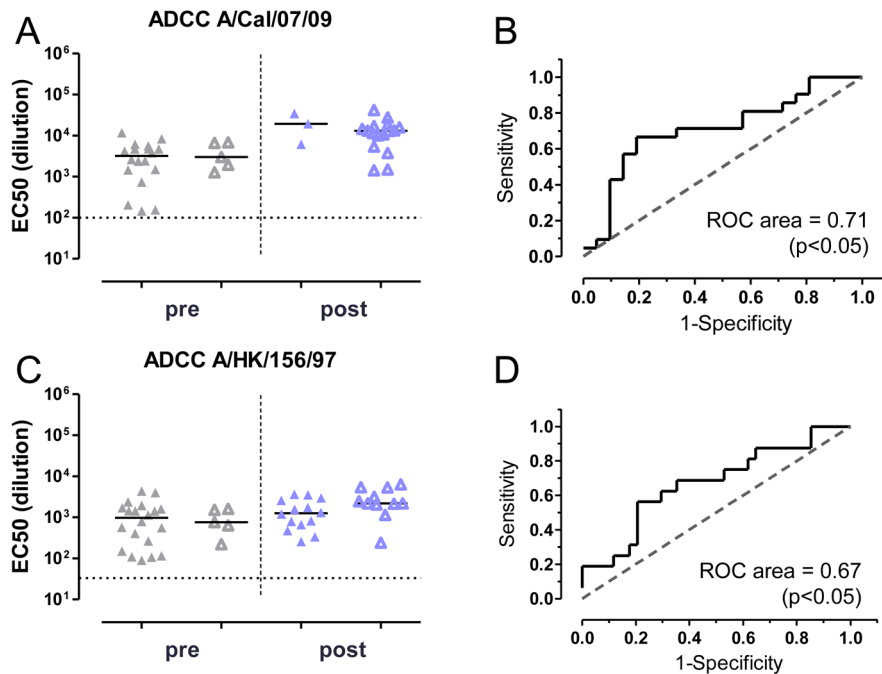 A
ADCC A/Cal/07/09
EC50 (dilution)
10⁶
10⁵
10⁴
10³
10²
10¹
pre
post
B
Sensitivity
1.0
0.8
0.6
0.4
0.2
0.0
ROC area = 0.71
(p<0.05)
0.0 0.2 0.4 0.6 0.8 1.0
1-Specificity
C
ADCC A/HK/156/97
EC50 (dilution)
10⁶
10⁵
10⁴
10³
10²
10¹
pre
post
D
Sensitivity
1.0
0.8
0.6
0.4
0.2
0.0
ROC area = 0.67
(p<0.05)
0.0 0.2 0.4 0.6 0.8 1.0
1-Specificity